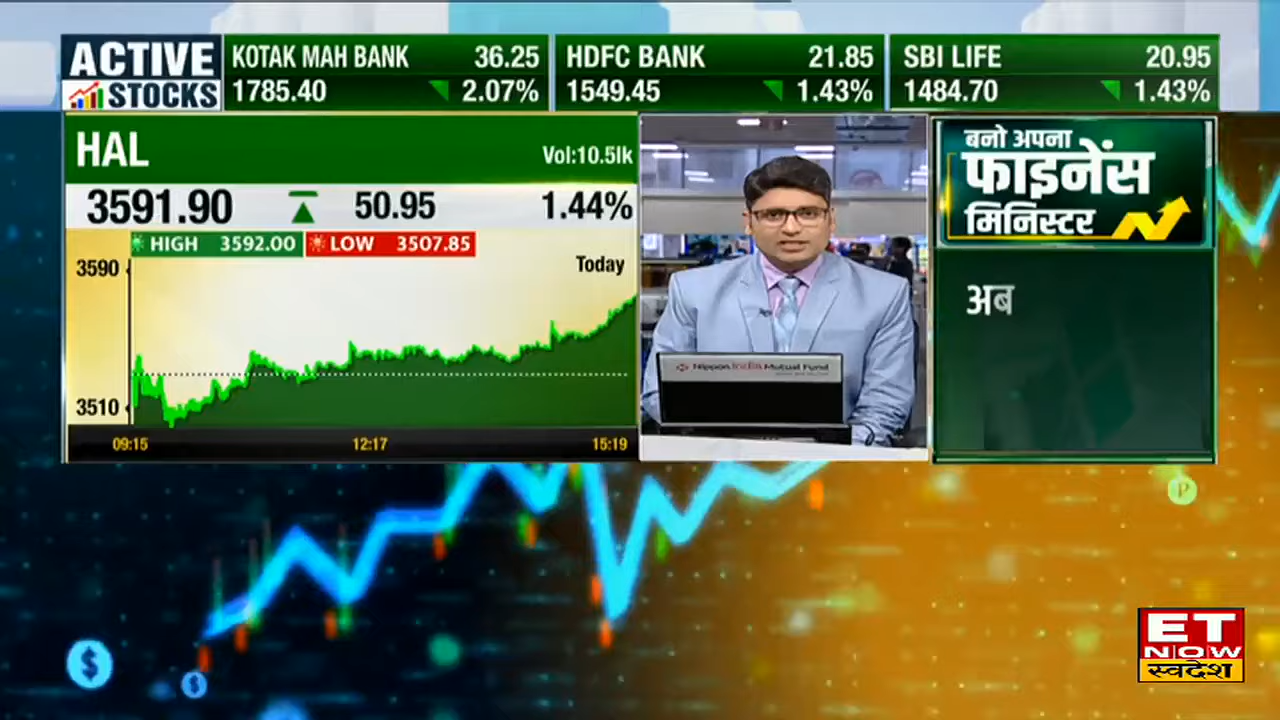 ACTIVE
STOCKS
KOTAK MAH BANK 36.25
1785.40 2.07%
HDFC BANK 21.85
1549.45 1.43%
SBI LIFE 20.95
1484.70 1.43%
HAL Vol:10.5lk
3591.90 50.95 1.44%
HIGH 3592.00 LOW 3507.85
Today
3590
3510
09:15 12:17 15:19
Nippon India Mutual Fund
बनो अपना
फाइनेंस
मिनिस्टर
अब
ET
NOW
स्वदेश